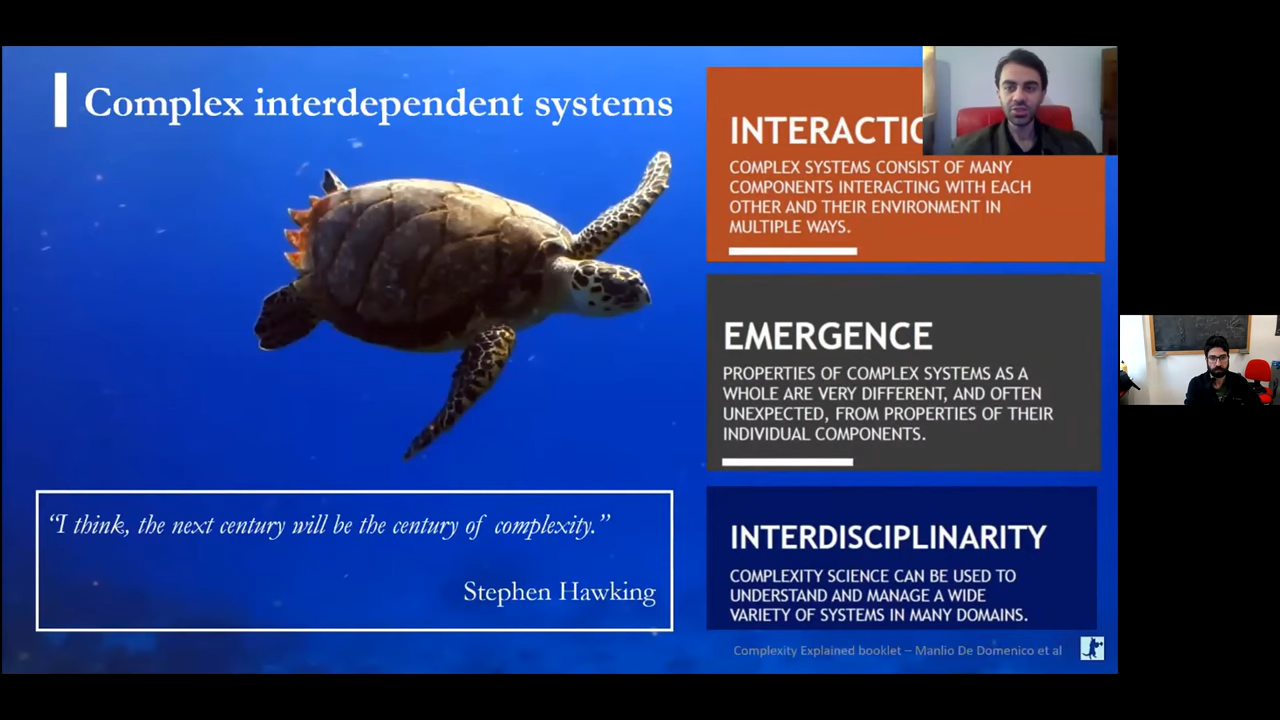 Complex interdependent systems
“I think, the next century will be the century of complexity.”
Stephen Hawking
COMPLEX SYSTEMS CONSIST OF MANY
COMPONENTS INTERACTING WITH EACH
OTHER AND THEIR ENVIRONMENT IN
MULTIPLE WAYS.
EMERGENCE
PROPERTIES OF COMPLEX SYSTEMS AS A
WHOLE ARE VERY DIFFERENT, AND OFTEN
UNEXPECTED, FROM PROPERTIES OF THEIR
INDIVIDUAL COMPONENTS.
INTERDISCIPLINARITY
COMPLEXITY SCIENCE CAN BE USED TO
UNDERSTAND AND MANAGE A WIDE
VARIETY OF SYSTEMS IN MANY DOMAINS.
Complexity Explained booklet – Manlio De Domenico et al